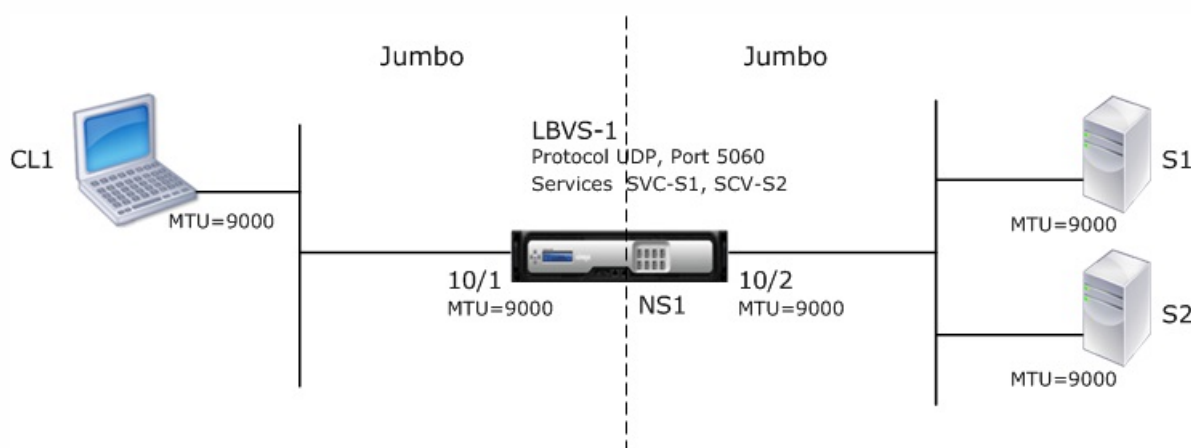 Jumbo
Jumbo
LBVS-1
Protocol UDP, Port 5060
Services SVC-S1, SCV-S2
CL1
MTU=9000
S1
MTU=9000
10/1
MTU=9000
NS1
10/2
MTU=9000
S2
MTU=9000